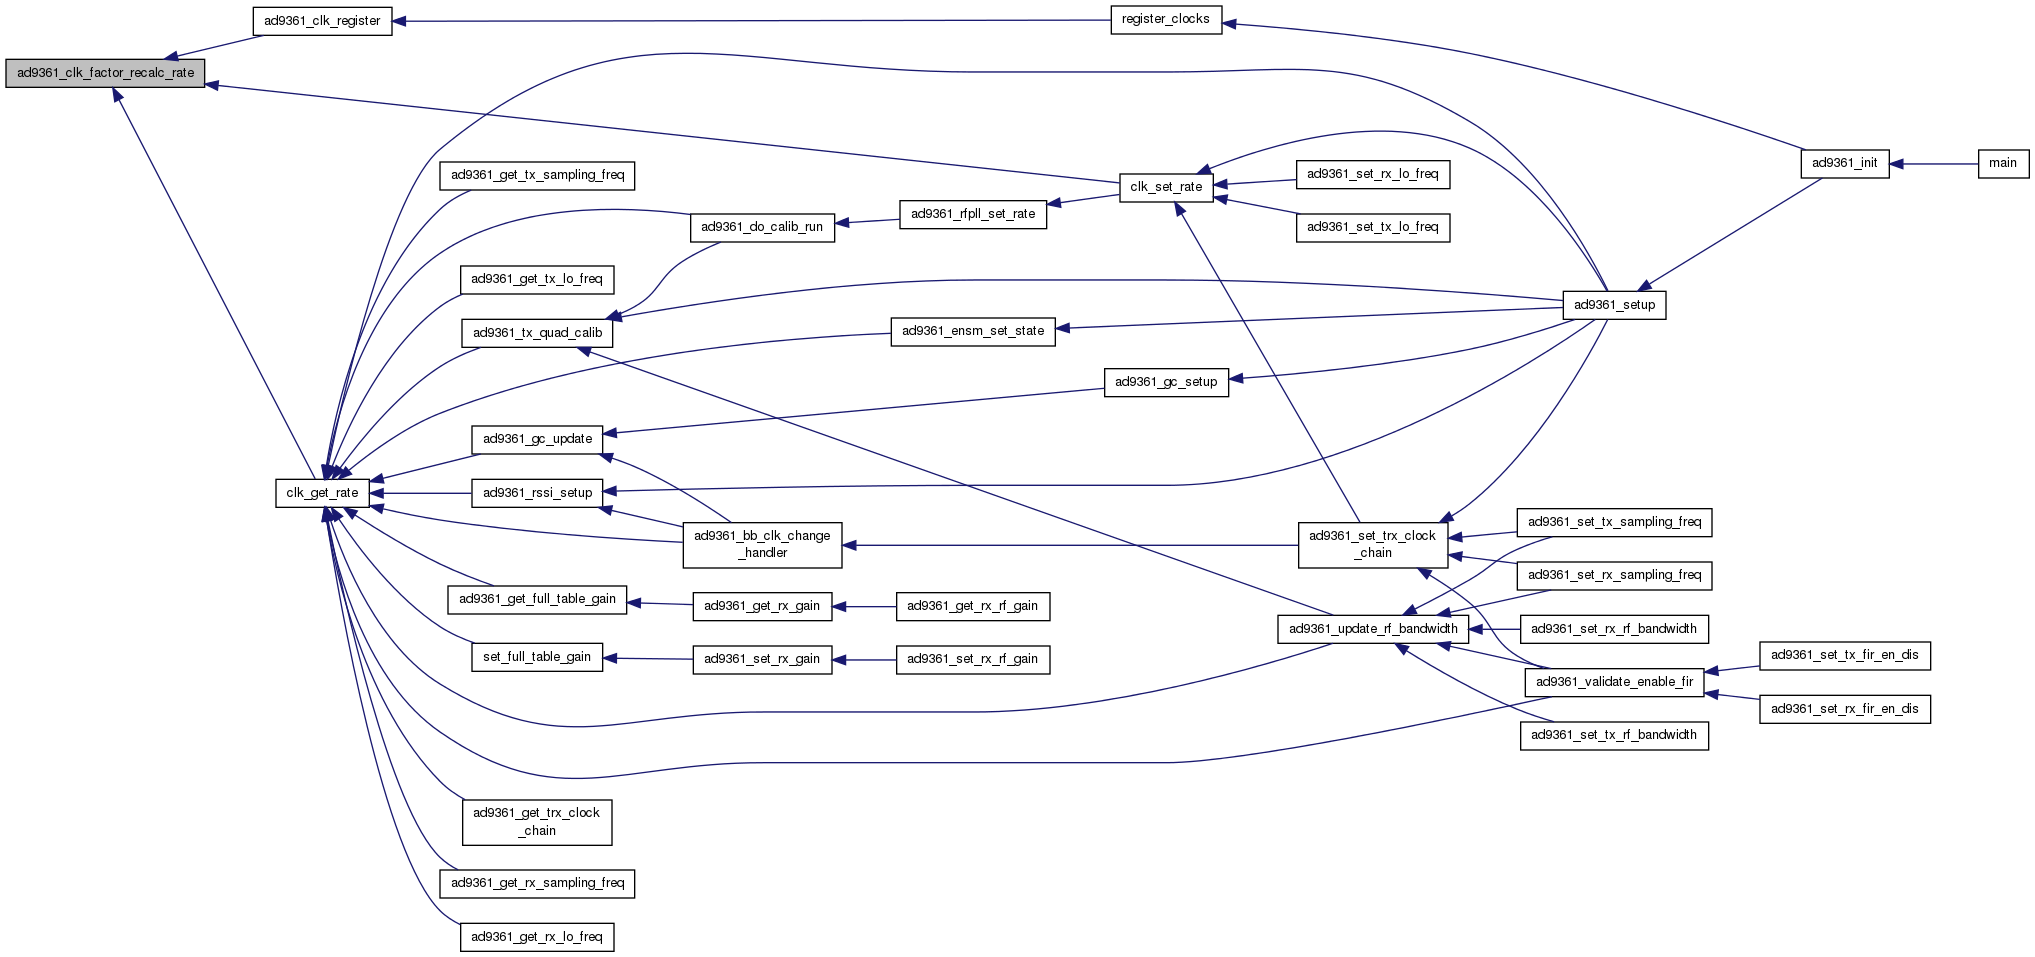 ad9361_clk_register
register_clocks
ad9361_clk_factor_recalc_rate
ad9361_init
main
ad9361_get_tx_sampling_freq
clk_set_rate
ad9361_set_rx_lo_freq
ad9361_do_calib_run
ad9361_rfpll_set_rate
ad9361_set_tx_lo_freq
ad9361_get_tx_lo_freq
ad9361_setup
ad9361_tx_quad_calib
ad9361_ensm_set_state
ad9361_gc_setup
ad9361_gc_update
clk_get_rate
ad9361_rssi_setup
ad9361_bb_clk_change
_handler
ad9361_set_trx_clock
_chain
ad9361_set_tx_sampling_freq
ad9361_set_rx_sampling_freq
ad9361_get_full_table_gain
ad9361_get_rx_gain
ad9361_get_rx_rf_gain
ad9361_update_rf_bandwidth
ad9361_set_rx_rf_bandwidth
set_full_table_gain
ad9361_set_rx_gain
ad9361_set_rx_rf_gain
ad9361_set_tx_fir_en_dis
ad9361_validate_enable_fir
ad9361_set_rx_fir_en_dis
ad9361_set_tx_rf_bandwidth
ad9361_get_trx_clock
_chain
ad9361_get_rx_sampling_freq
ad9361_get_rx_lo_freq